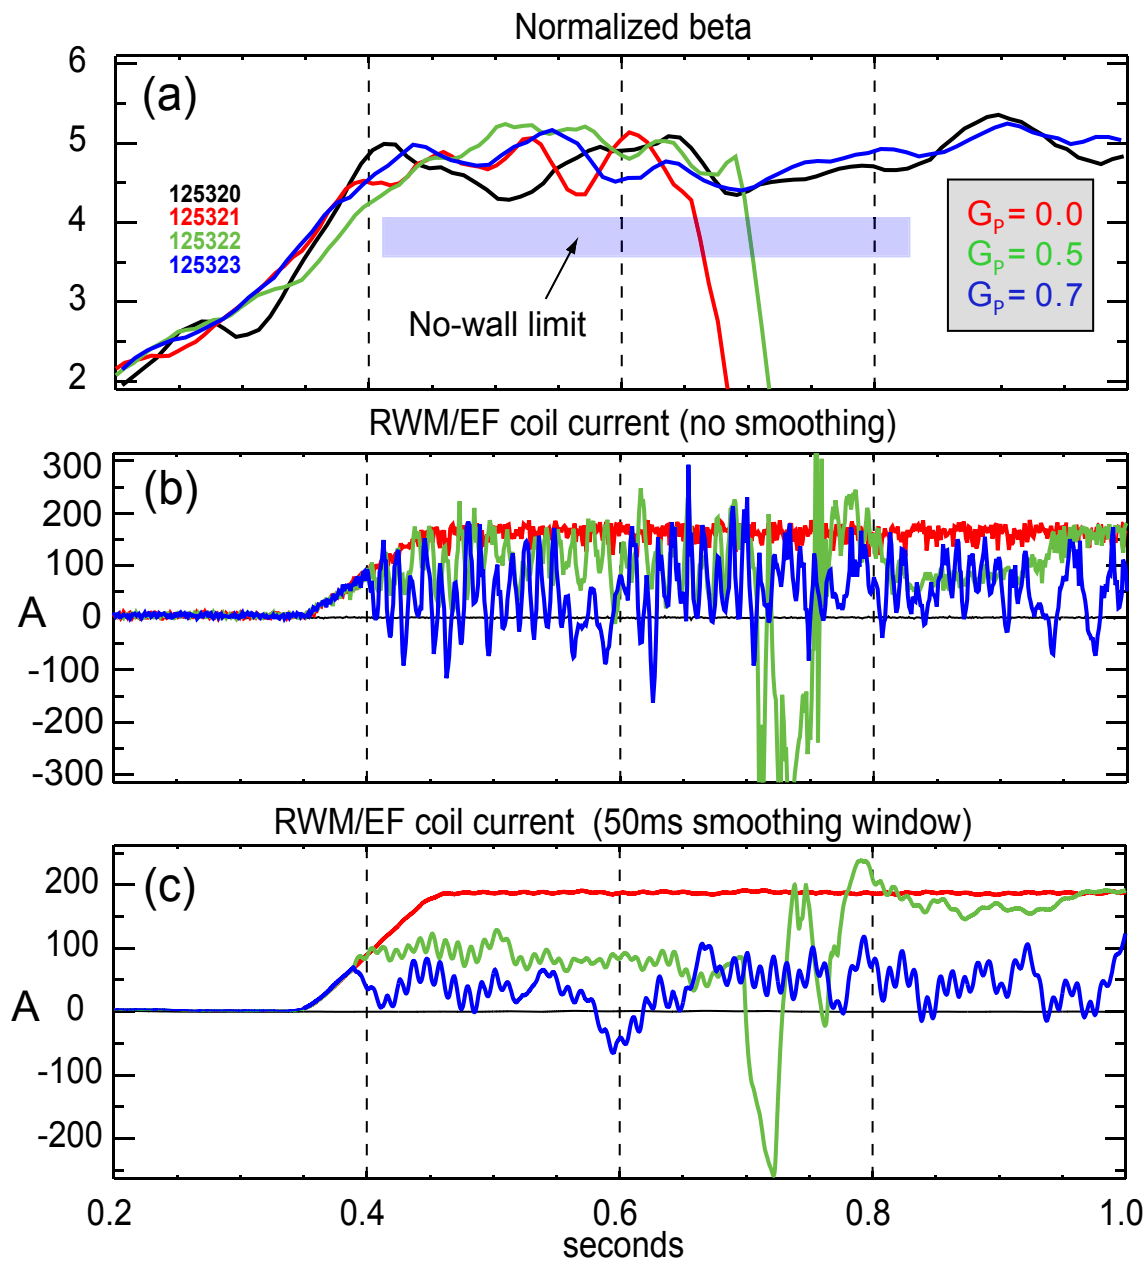 Normalized beta
(a)
6
5
4
3
2
125320
125321
125322
125323
No-wall limit
G_P = 0.0
G_P = 0.5
G_P = 0.7
RWM/EF coil current (no smoothing)
(b)
300
200
100
0
-100
-200
-300
A
RWM/EF coil current (50ms smoothing window)
(c)
200
100
0
-100
-200
A
0.2 0.4 0.6 0.8 1.0
seconds